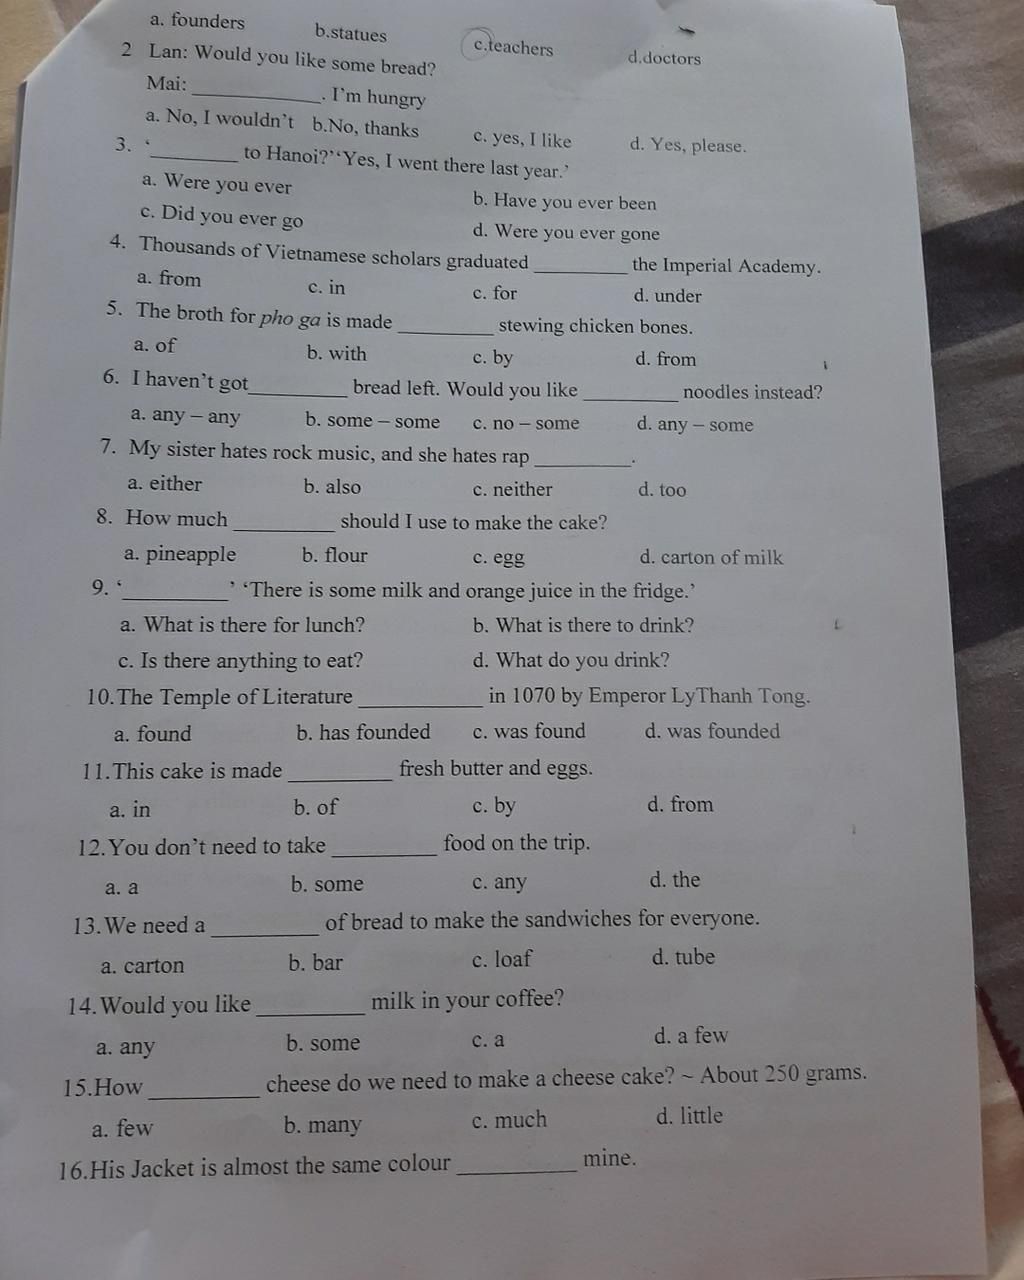 a. founders b.statues c.teachers d.doctors
2 Lan: Would you like some bread?
Mai: ____________. I'm hungry
a. No, I wouldn't b.No, thanks c. yes, I like d. Yes, please.
3. '________ to Hanoi?' 'Yes, I went there last year.'
a. Were you ever b. Have you ever been
c. Did you ever go d. Were you ever gone
4. Thousands of Vietnamese scholars graduated _________ the Imperial Academy.
a. from c. in c. for d. under
5. The broth for pho ga is made _________ stewing chicken bones.
a. of b. with c. by d. from
6. I haven't got_________ bread left. Would you like _________ noodles instead?
a. any – any b. some – some c. no – some d. any – some
7. My sister hates rock music, and she hates rap _________.
a. either b. also c. neither d. too
8. How much _________ should I use to make the cake?
a. pineapple b. flour c. egg d. carton of milk
9. '_________' 'There is some milk and orange juice in the fridge.'
a. What is there for lunch? b. What is there to drink?
c. Is there anything to eat? d. What do you drink?
10.The Temple of Literature ___________ in 1070 by Emperor LyThanh Tong.
a. found b. has founded c. was found d. was founded
11.This cake is made _________ fresh butter and eggs.
a. in b. of c. by d. from
12.You don't need to take _________ food on the trip.
a. a b. some c. any d. the
13.We need a _________ of bread to make the sandwiches for everyone.
a. carton b. bar c. loaf d. tube
14.Would you like _________ milk in your coffee?
a. any b. some c. a d. a few
15.How _________ cheese do we need to make a cheese cake? ~ About 250 grams.
a. few b. many c. much d. little
16.His Jacket is almost the same colour __________ mine.